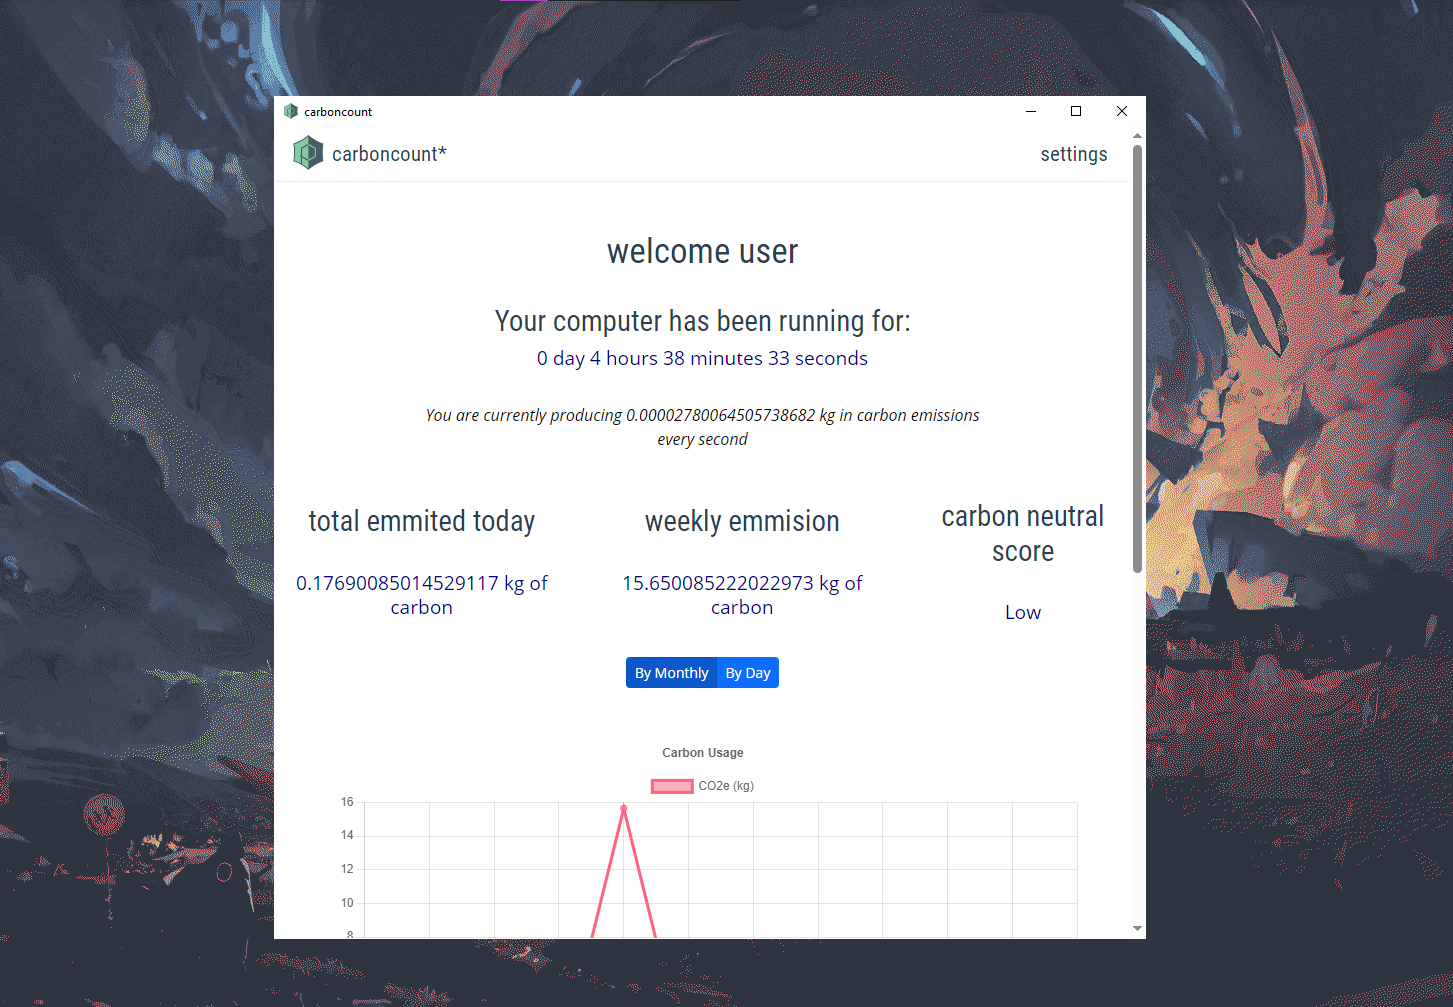 carboncount
carboncount*
settings
welcome user
Your computer has been running for:
0 day 4 hours 38 minutes 33 seconds
You are currently producing 0.00002780064505738682 kg in carbon emissions
every second
total emmited today
weekly emmision
carbon neutral
score
0.17690085014529117 kg of
carbon
15.650085222022973 kg of
carbon
Low
By Monthly
By Day
Carbon Usage
CO2e (kg)
16
14
12
10
8